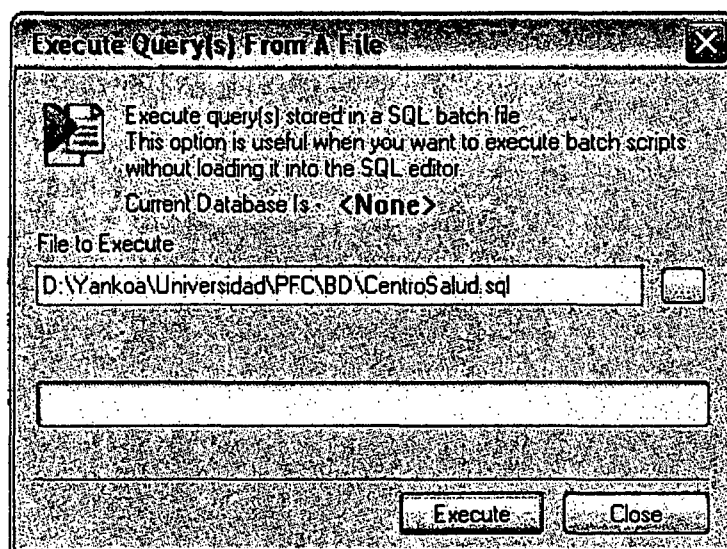 Execute Query(s) From A File
Execute query(s) stored in a SQL batch file
This option is useful when you want to execute batch scripts
without loading it into the SQL editor
Current Database Is - <None>
File to Execute
D:\Yankoa\Universidad\PFC\BD\CentroSalud.sql
Execute
Close